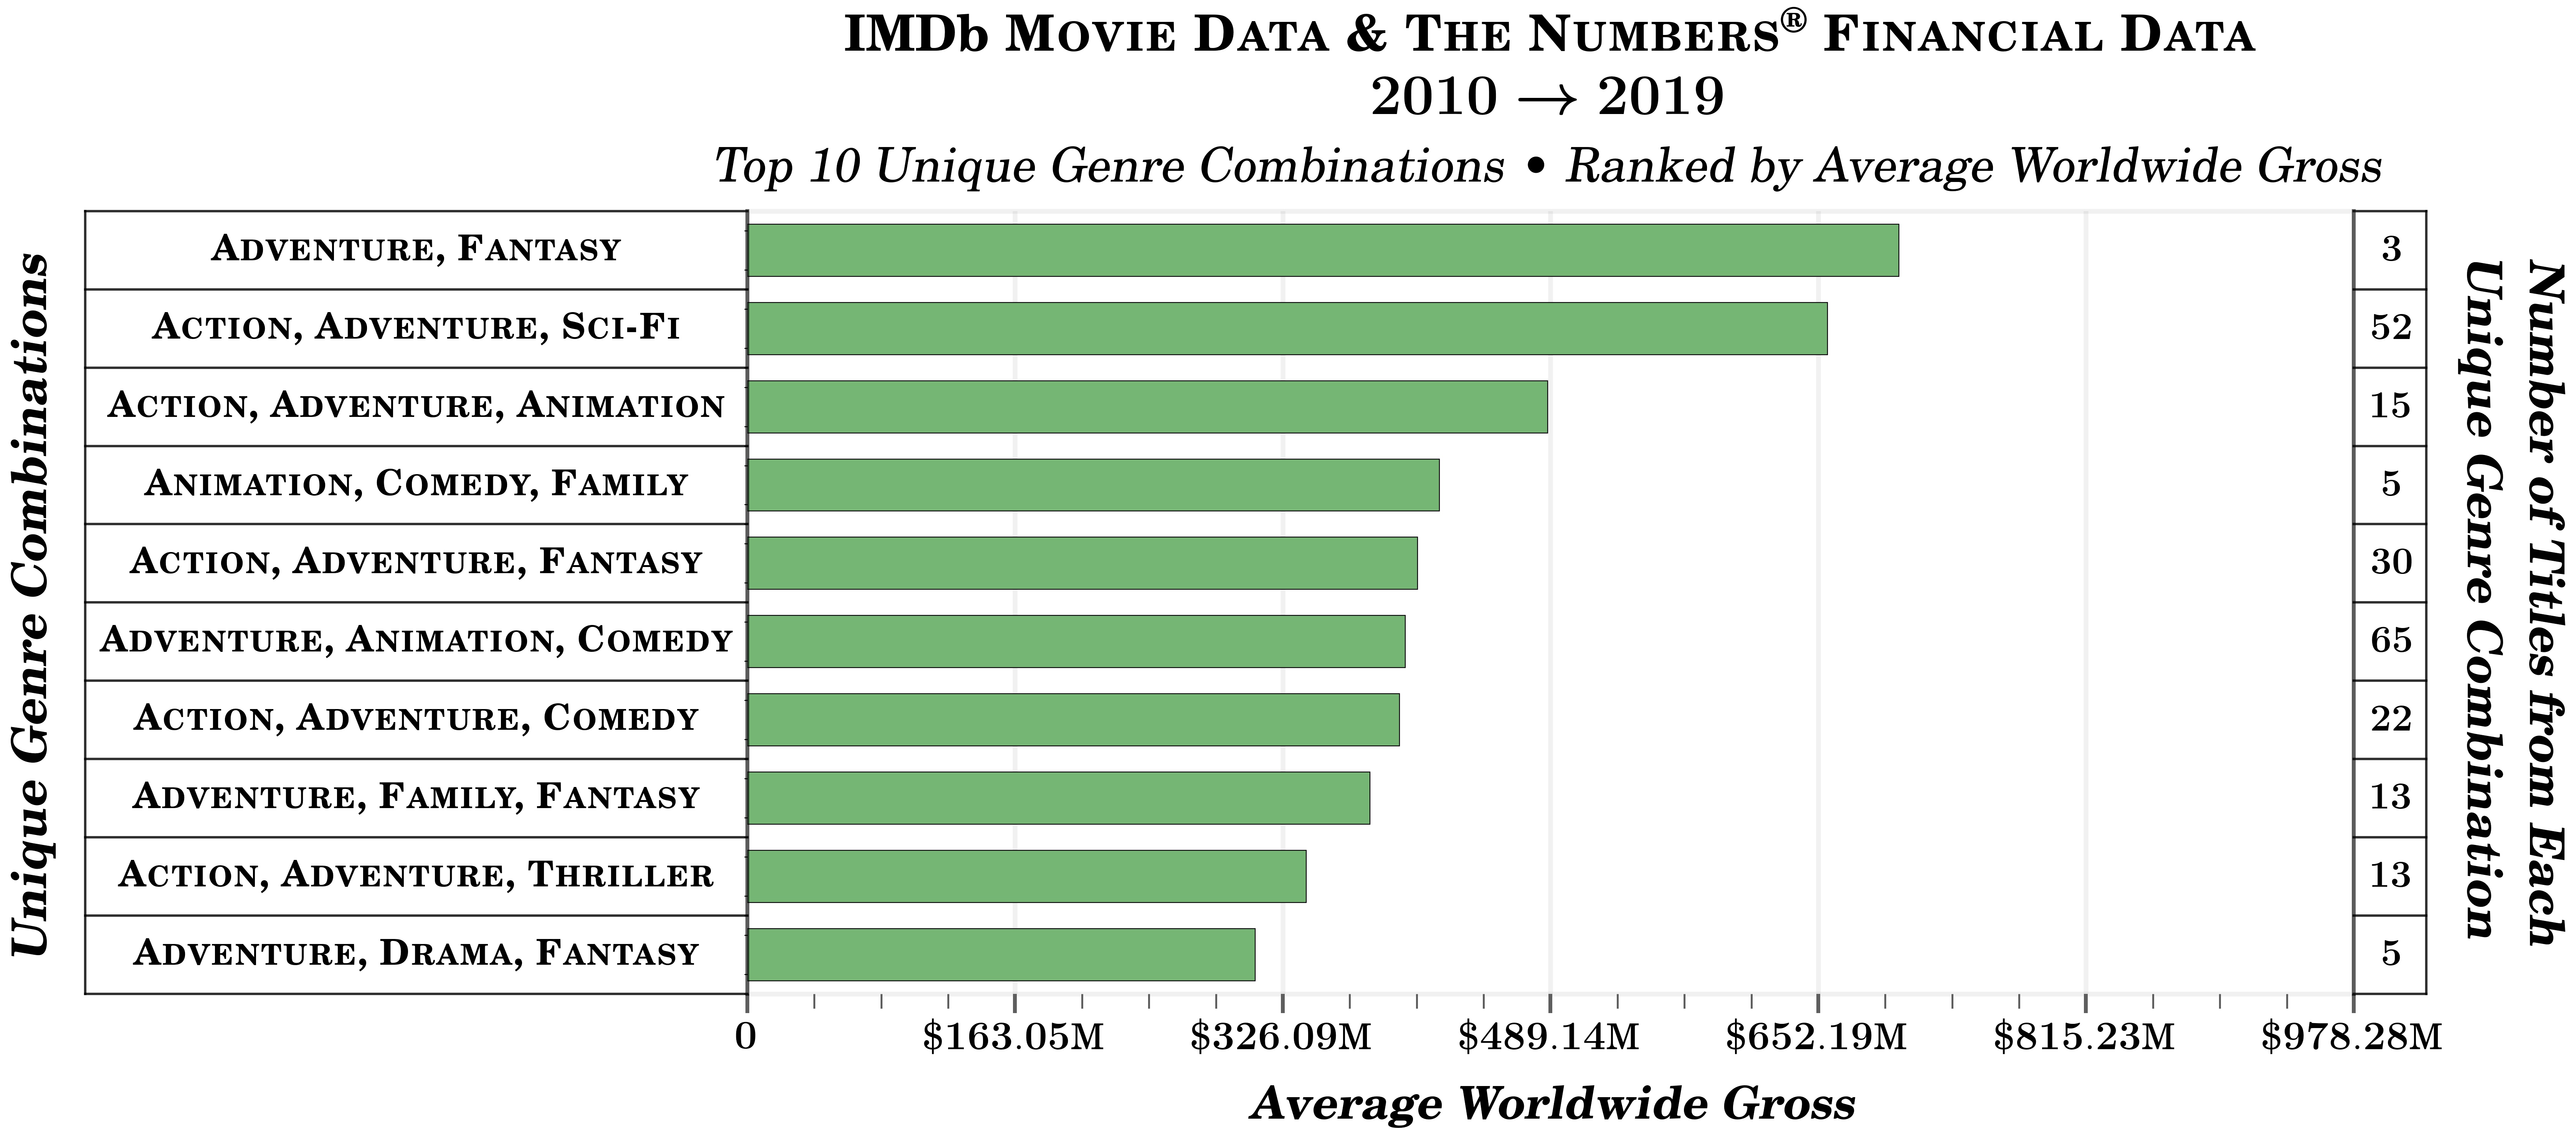 IMDb Movie Data & The Numbers® Financial Data
2010 → 2019
Top 10 Unique Genre Combinations • Ranked by Average Worldwide Gross
Unique Genre Combinations
Adventure, Fantasy
Action, Adventure, Sci-Fi
Action, Adventure, Animation
Animation, Comedy, Family
Action, Adventure, Fantasy
Adventure, Animation, Comedy
Action, Adventure, Comedy
Adventure, Family, Fantasy
Action, Adventure, Thriller
Adventure, Drama, Fantasy
3
52
15
5
30
65
22
13
13
5
Number of Titles from Each
Unique Genre Combination
0 $163.05M $326.09M $489.14M $652.19M $815.23M $978.28M
Average Worldwide Gross